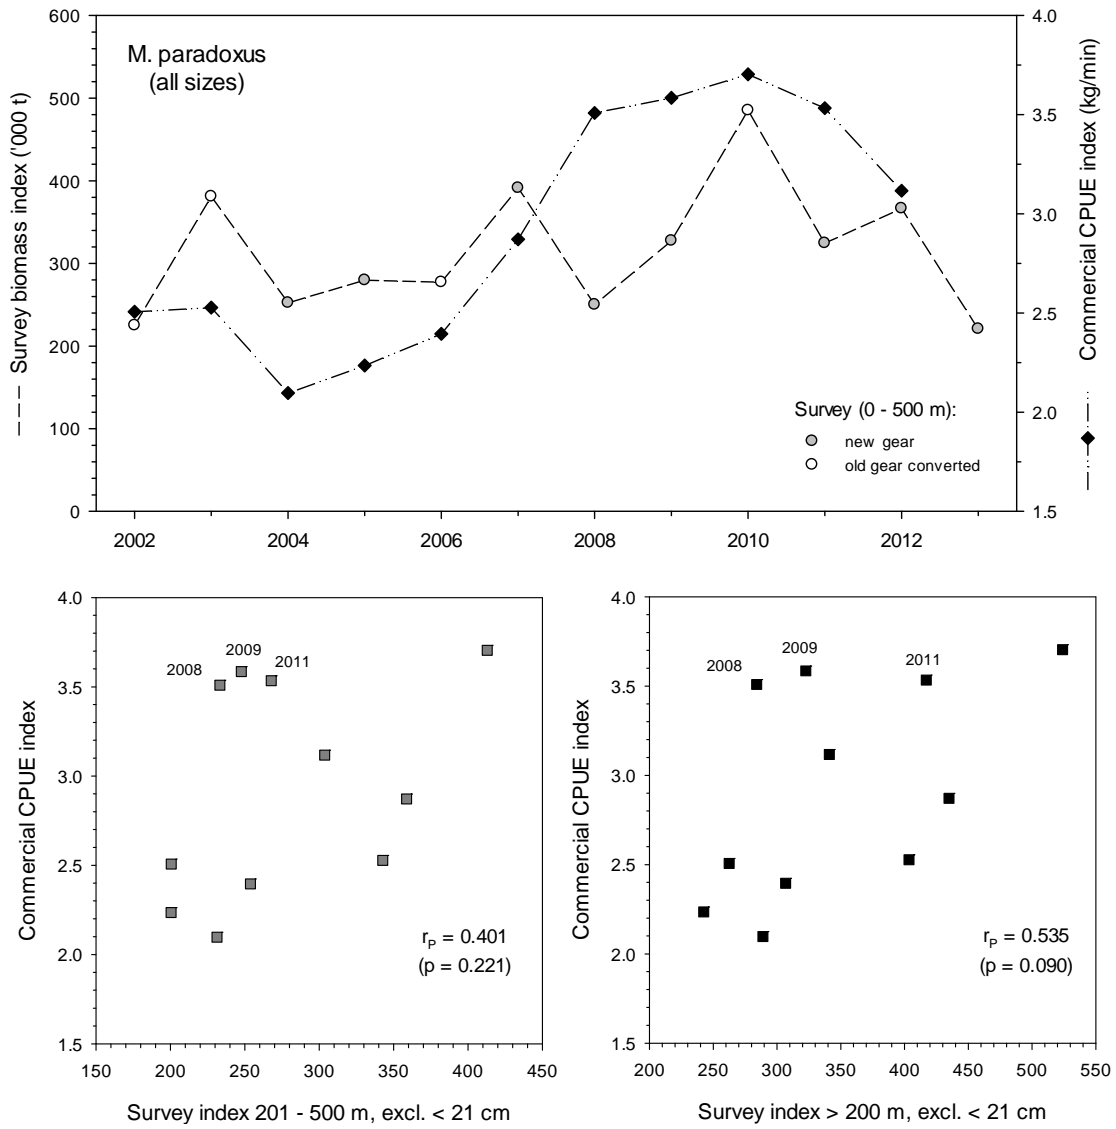 M. paradoxus
(all sizes)
Survey biomass index ('000 t)
600
500
400
300
200
100
0
4.0
3.5
3.0
2.5
2.0
1.5
Commercial CPUE index (kg/min)
Survey (0 - 500 m):
new gear
old gear converted
2002 2004 2006 2008 2010 2012
Commercial CPUE index
4.0
3.5
3.0
2.5
2.0
1.5
2008
2009
2011
rP = 0.401
(p = 0.221)
150 200 250 300 350 400 450
Survey index 201 - 500 m, excl. < 21 cm
Commercial CPUE index
4.0
3.5
3.0
2.5
2.0
1.5
2008
2009
2011
rP = 0.535
(p = 0.090)
200 250 300 350 400 450 500 550
Survey index > 200 m, excl. < 21 cm